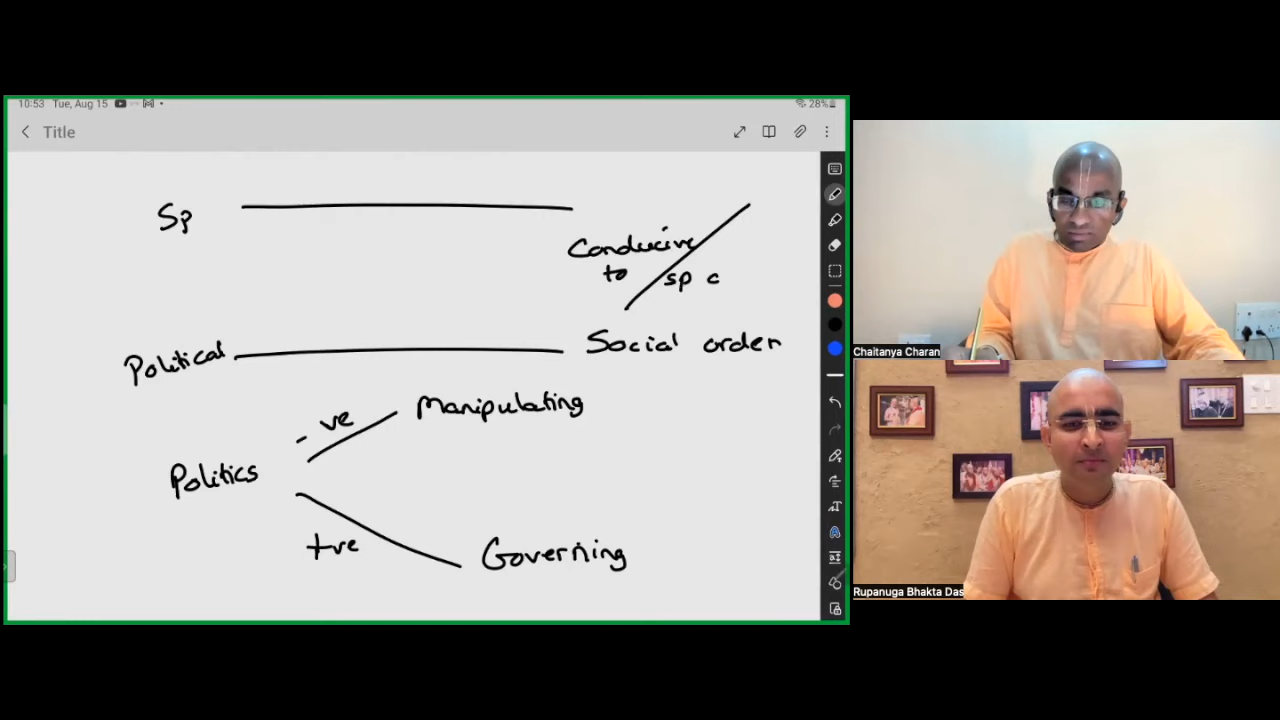 10:53 Tue, Aug 15
28%
Title
Sp
Conducive
to sp c
Political
Social order
- ve
Manipulating
Politics
+ve
Governing
Chaitanya Charan
Rupanuga Bhakta Das